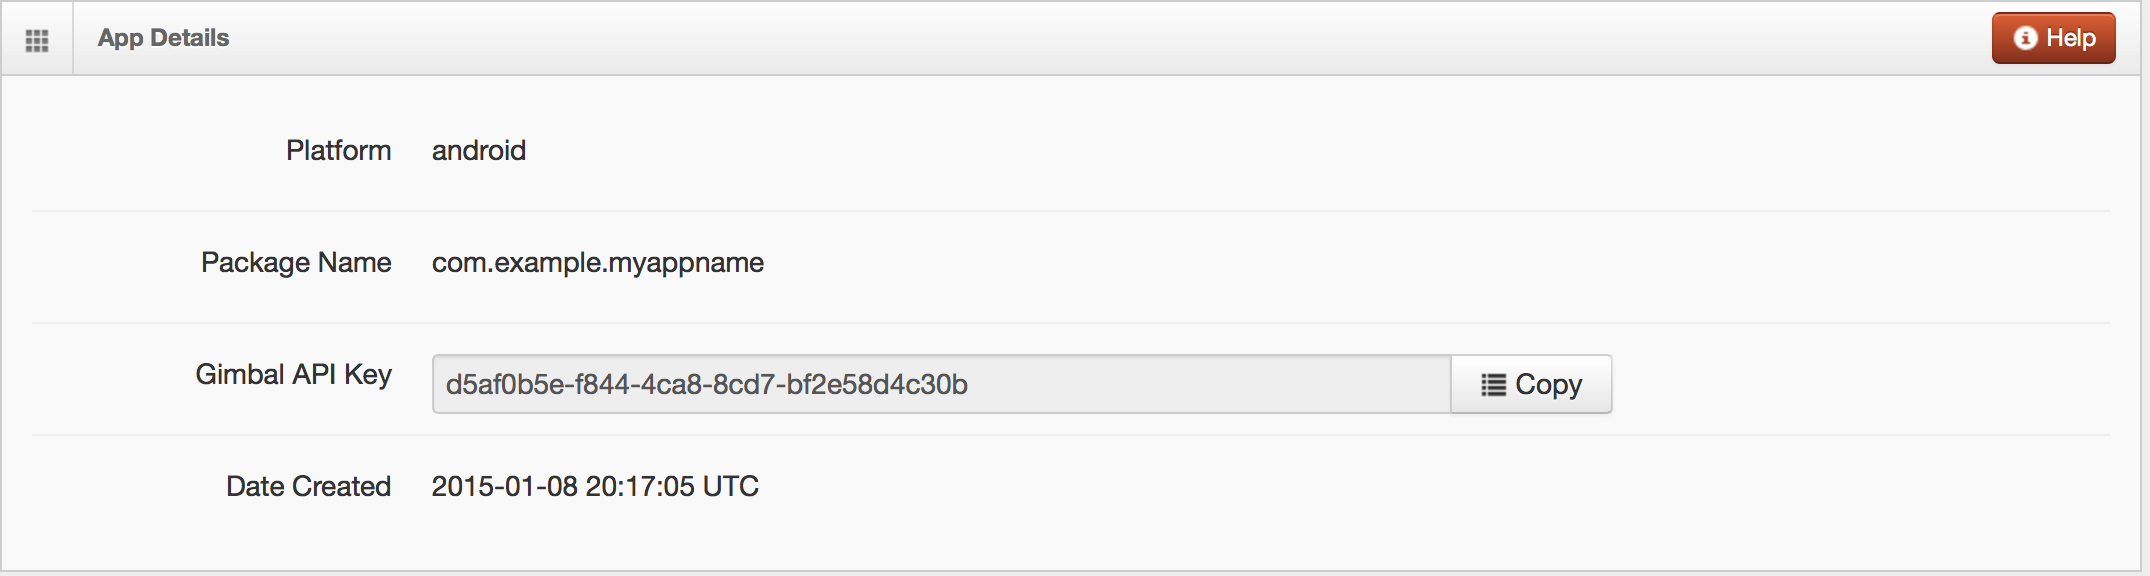 App Details
Help
Platform android
Package Name com.example.myappname
Gimbal API Key d5af0b5e-f844-4ca8-8cd7-bf2e58d4c30b Copy
Date Created 2015-01-08 20:17:05 UTC